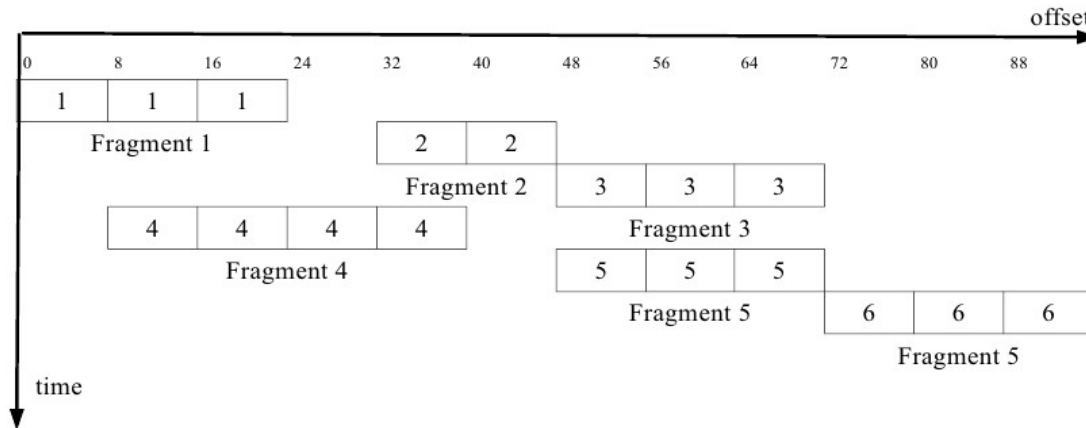 offset
0 8 16 24 32 40 48 56 64 72 80 88
1 1 1
Fragment 1
2 2
Fragment 2
3 3 3
Fragment 3
4 4 4 4
Fragment 4
5 5 5
Fragment 5
6 6 6
Fragment 5
time